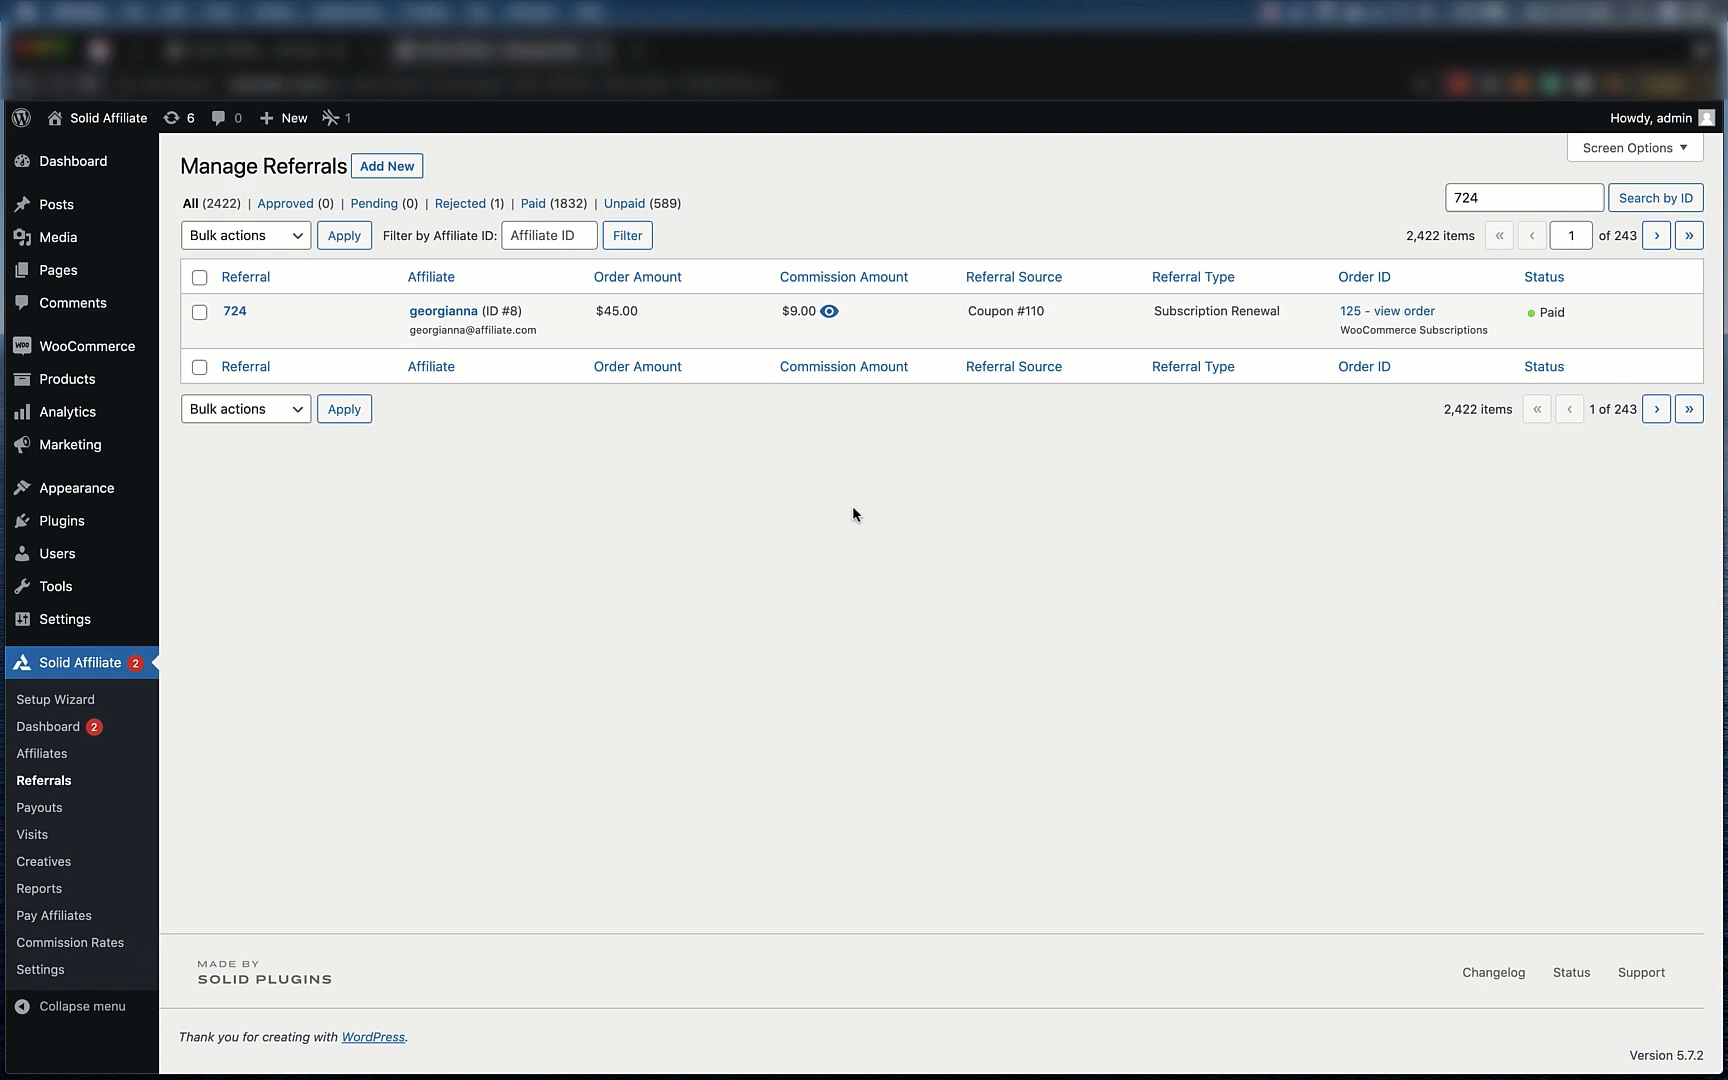 Solid Affiliate 6 0 New 1 Howdy, admin
Screen Options
Dashboard
Posts
Media
Pages
Comments
WooCommerce
Products
Analytics
Marketing
Appearance
Plugins
Users
Tools
Settings
Solid Affiliate 2
Setup Wizard
Dashboard 2
Affiliates
Referrals
Payouts
Visits
Creatives
Reports
Pay Affiliates
Commission Rates
Settings
Collapse menu
Manage Referrals Add New
All (2422) | Approved (0) | Pending (0) | Rejected (1) | Paid (1832) | Unpaid (589)
724 Search by ID
Bulk actions Apply Filter by Affiliate ID: Affiliate ID Filter 2,422 items « ‹ 1 of 243 › »
Referral Affiliate Order Amount Commission Amount Referral Source Referral Type Order ID Status
724 georgianna (ID #8) $45.00 $9.00 Coupon #110 Subscription Renewal 125 - view order Paid
georgianna@affiliate.com WooCommerce Subscriptions
Referral Affiliate Order Amount Commission Amount Referral Source Referral Type Order ID Status
Bulk actions Apply 2,422 items « ‹ 1 of 243 › »
MADE BY
SOLID PLUGINS
Changelog Status Support
Thank you for creating with WordPress.
Version 5.7.2